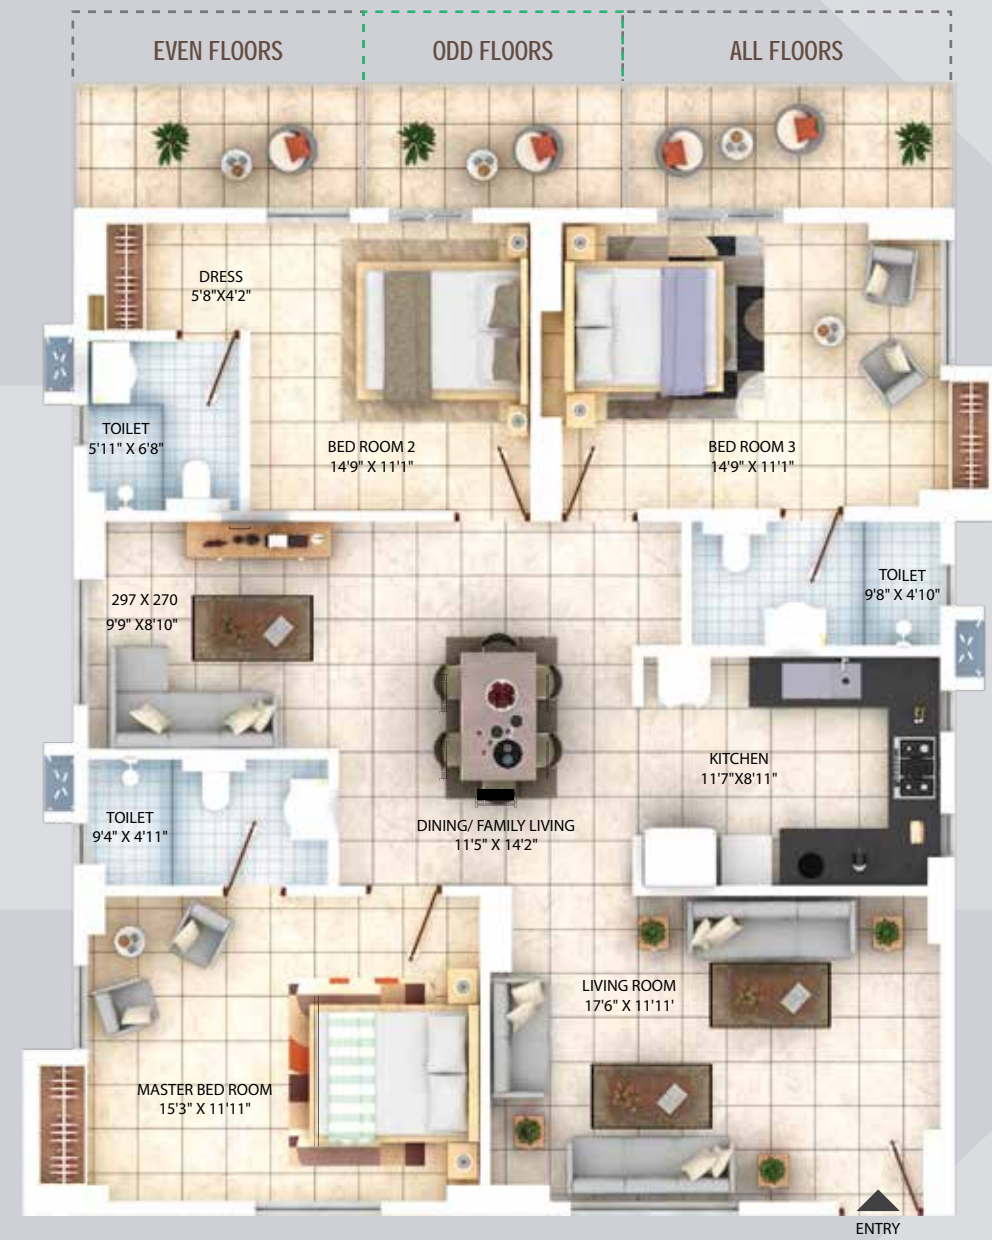 EVEN FLOORS
ODD FLOORS
ALL FLOORS
DRESS
5'8"X4'2"
TOILET
5'11" X 6'8"
BED ROOM 2
14'9" X 11'1"
BED ROOM 3
14'9" X 11'1"
297 X 270
9'9" X8'10"
TOILET
9'8" X 4'10"
KITCHEN
11'7"X8'11"
TOILET
9'4" X 4'11"
DINING/ FAMILY LIVING
11'5" X 14'2"
LIVING ROOM
17'6" X 11'11'
MASTER BED ROOM
15'3" X 11'11"
ENTRY